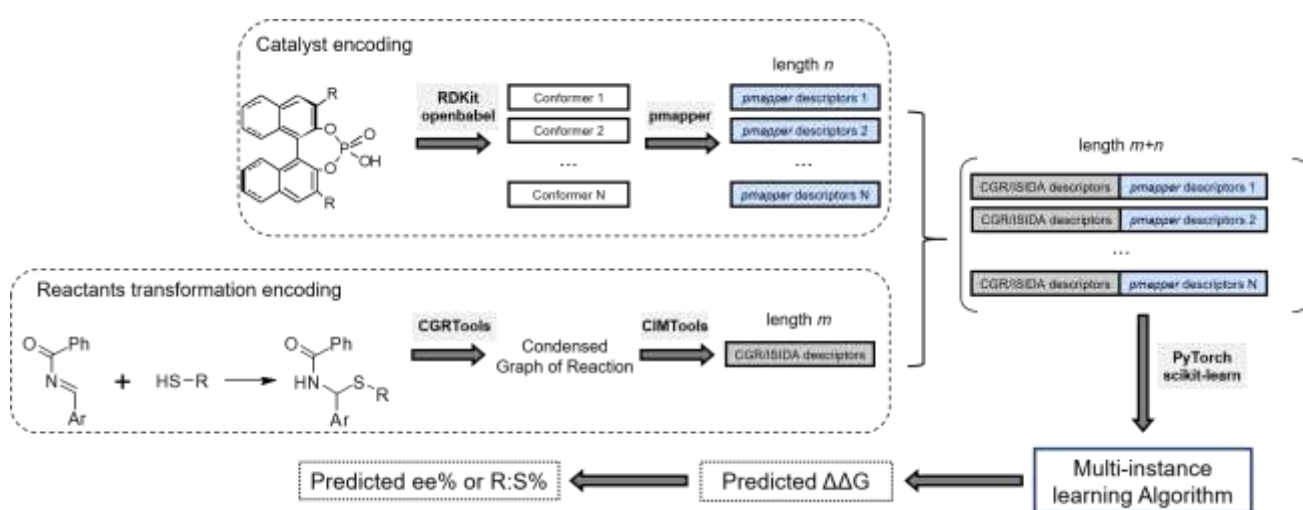 Catalyst encoding
length n
R
O
O
P
O
OH
R
RDKit
openbabel
Conformer 1
Conformer 2
...
Conformer N
pmapper
pmapper descriptors 1
pmapper descriptors 2
...
pmapper descriptors N
length m+n
CGR/ISIDA descriptors pmapper descriptors 1
CGR/ISIDA descriptors pmapper descriptors 2
...
CGR/ISIDA descriptors pmapper descriptors N
Reactants transformation encoding
O
Ph
N
Ar
+
HS–R
O
Ph
HN
S
R
Ar
CGRTools
Condensed
Graph of Reaction
CIMTools
length m
CGR/ISIDA descriptors
PyTorch
scikit-learn
Multi-instance
learning Algorithm
Predicted ΔΔG
Predicted ee% or R:S%